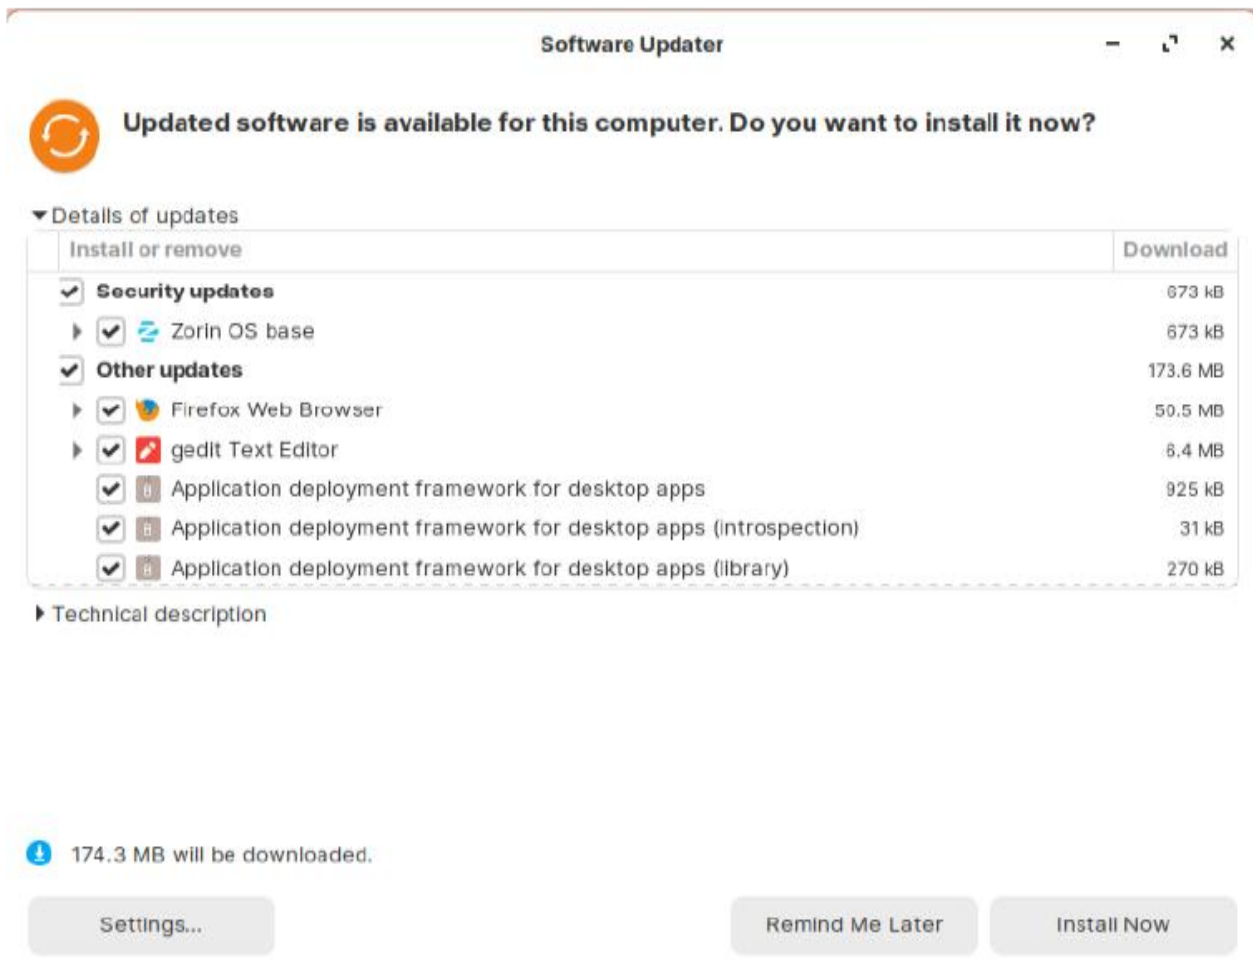 Software Updater
Updated software is available for this computer. Do you want to install it now?
Details of updates
Install or remove Download
Security updates 673 kB
Zorin OS base 673 kB
Other updates 173.6 MB
Firefox Web Browser 50.5 MB
gedit Text Editor 6.4 MB
Application deployment framework for desktop apps 925 kB
Application deployment framework for desktop apps (introspection) 31 kB
Application deployment framework for desktop apps (library) 270 kB
Technical description
174.3 MB will be downloaded.
Settings... Remind Me Later Install Now